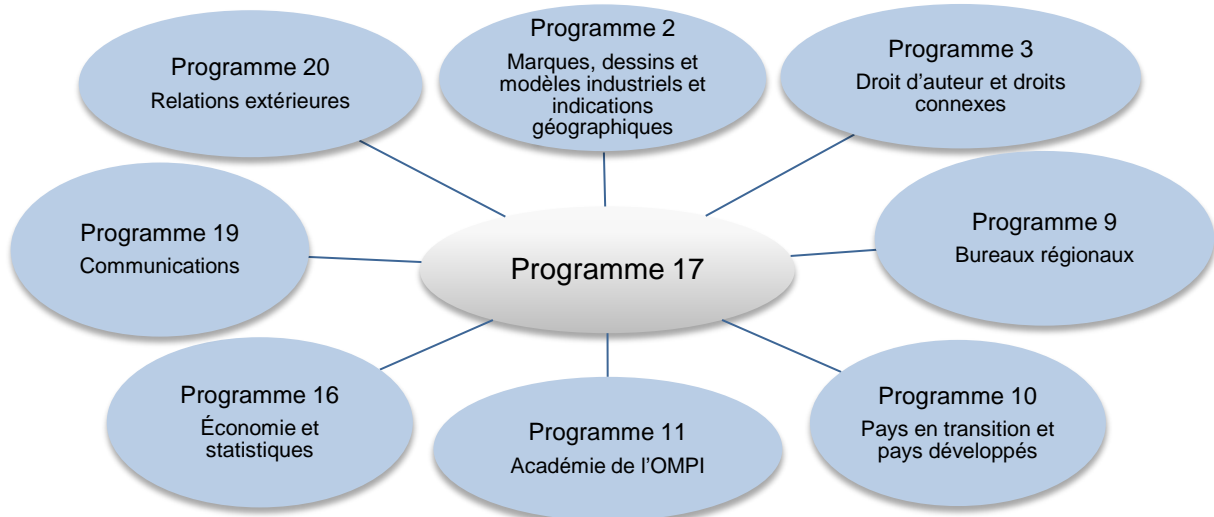 Programme 20
Relations extérieures
Programme 2
Marques, dessins et
modèles industriels et
indications
géographiques
Programme 3
Droit d’auteur et droits
connexes
Programme 19
Communications
Programme 17
Programme 9
Bureaux régionaux
Programme 16
Économie et
statistiques
Programme 11
Académie de l’OMPI
Programme 10
Pays en transition et
pays développés